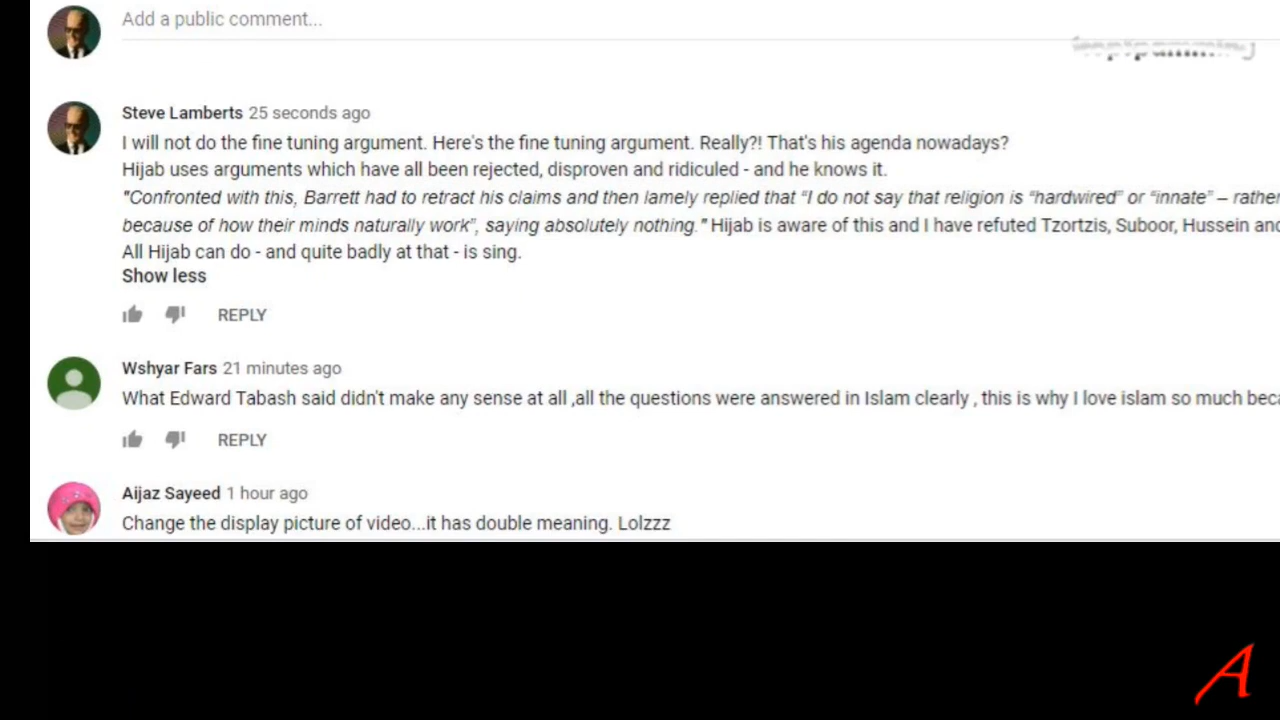 Add a public comment...
Steve Lamberts 25 seconds ago
I will not do the fine tuning argument. Here's the fine tuning argument. Really?! That's his agenda nowadays?
Hijab uses arguments which have all been rejected, disproven and ridiculed - and he knows it.
"Confronted with this, Barrett had to retract his claims and then lamely replied that “I do not say that religion is “hardwired” or “innate” – rather
because of how their minds naturally work”, saying absolutely nothing." Hijab is aware of this and I have refuted Tzortzis, Suboor, Hussein and
All Hijab can do - and quite badly at that - is sing.
Show less
REPLY
Wshyar Fars 21 minutes ago
What Edward Tabash said didn't make any sense at all ,all the questions were answered in Islam clearly , this is why I love islam so much
REPLY
Aijaz Sayeed 1 hour ago
Change the display picture of video...it has double meaning. Lolzzz
A